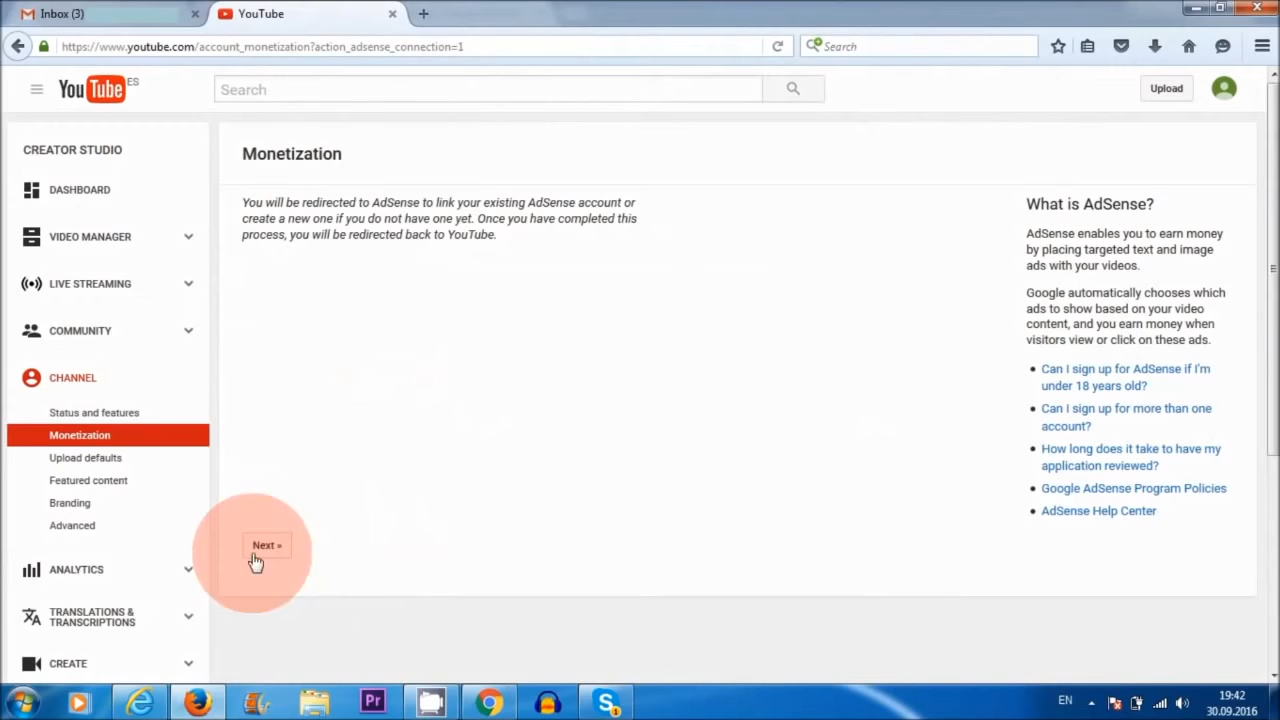 Inbox (3)
YouTube
https://www.youtube.com/account_monetization?action_adsense_connection=1
Search
YouTube ES
Search
Upload
CREATOR STUDIO
DASHBOARD
VIDEO MANAGER
LIVE STREAMING
COMMUNITY
CHANNEL
Status and features
Monetization
Upload defaults
Featured content
Branding
Advanced
ANALYTICS
TRANSLATIONS &
TRANSCRIPTIONS
CREATE
Monetization
You will be redirected to AdSense to link your existing AdSense account or
create a new one if you do not have one yet. Once you have completed this
process, you will be redirected back to YouTube.
Next »
What is AdSense?
AdSense enables you to earn money
by placing targeted text and image
ads with your videos.
Google automatically chooses which
ads to show based on your video
content, and you earn money when
visitors view or click on these ads.
Can I sign up for AdSense if I'm
under 18 years old?
Can I sign up for more than one
account?
How long does it take to have my
application reviewed?
Google AdSense Program Policies
AdSense Help Center
Pr
S
1
EN
19:42
30.09.2016